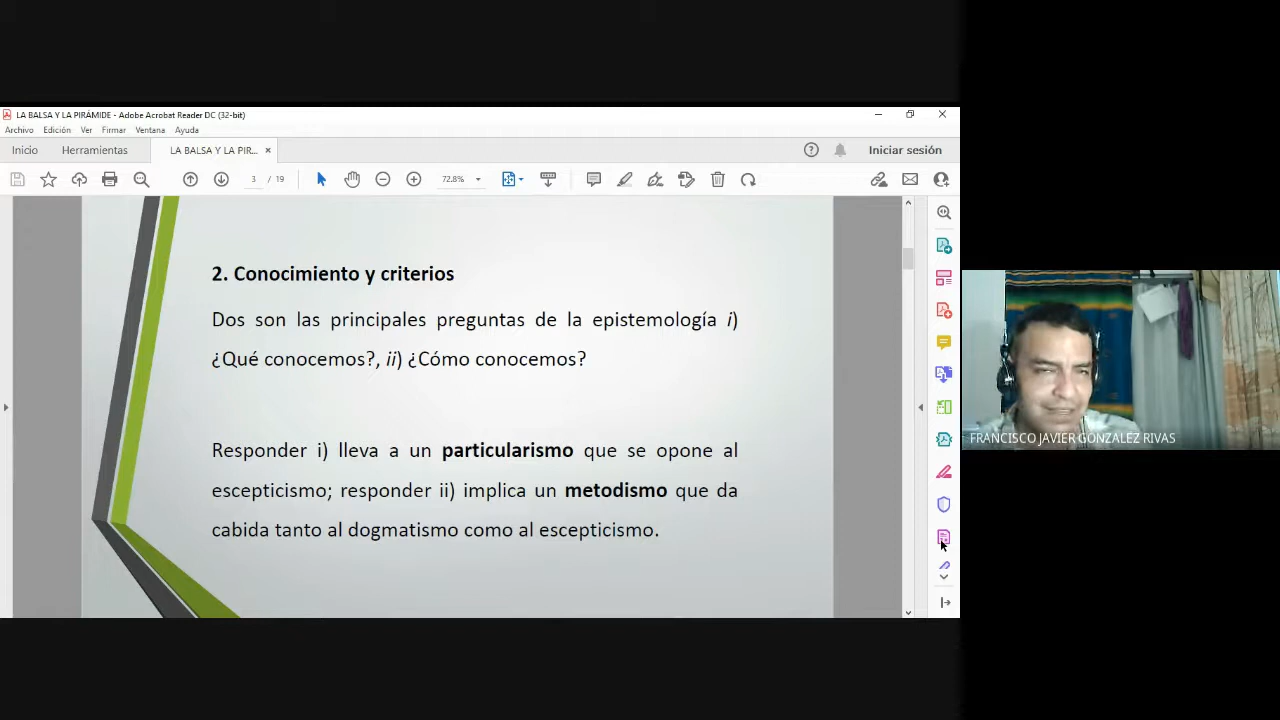 LA BALSA Y LA PIRÁMIDE - Adobe Acrobat Reader DC (32-bit)
Archivo Edición Ver Firmar Ventana Ayuda
Inicio Herramientas LA BALSA Y LA PIR... × Iniciar sesión
3 / 19 72.8%
2. Conocimiento y criterios
Dos son las principales preguntas de la epistemología i)
¿Qué conocemos?, ii) ¿Cómo conocemos?
Responder i) lleva a un particularismo que se opone al
escepticismo; responder ii) implica un metodismo que da
cabida tanto al dogmatismo como al escepticismo.
FRANCISCO JAVIER GONZALEZ RIVAS